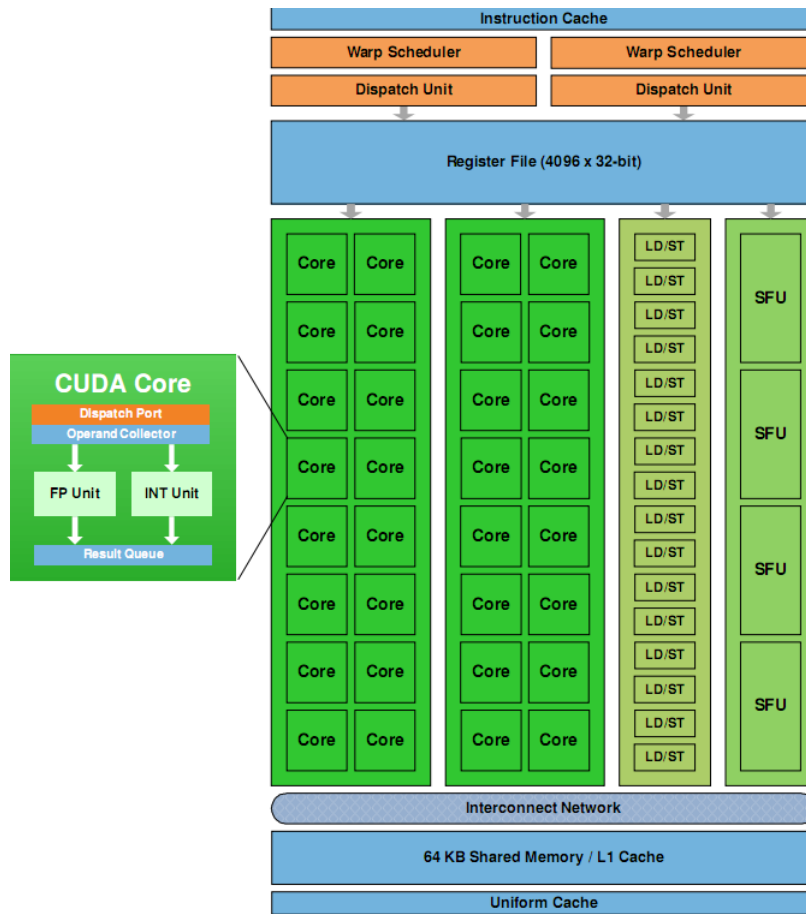 Instruction Cache
Warp Scheduler Warp Scheduler
Dispatch Unit Dispatch Unit
Register File (4096 x 32-bit)
Core Core Core Core LD/ST SFU
LD/ST
Core Core Core Core LD/ST
LD/ST
Core Core Core Core LD/ST SFU
LD/ST
Core Core Core Core LD/ST
LD/ST
Core Core Core Core LD/ST SFU
LD/ST
Core Core Core Core LD/ST
LD/ST
Core Core Core Core LD/ST SFU
LD/ST
Core Core Core Core LD/ST
LD/ST
CUDA Core
Dispatch Port
Operand Collector
FP Unit INT Unit
Result Queue
Interconnect Network
64 KB Shared Memory / L1 Cache
Uniform Cache